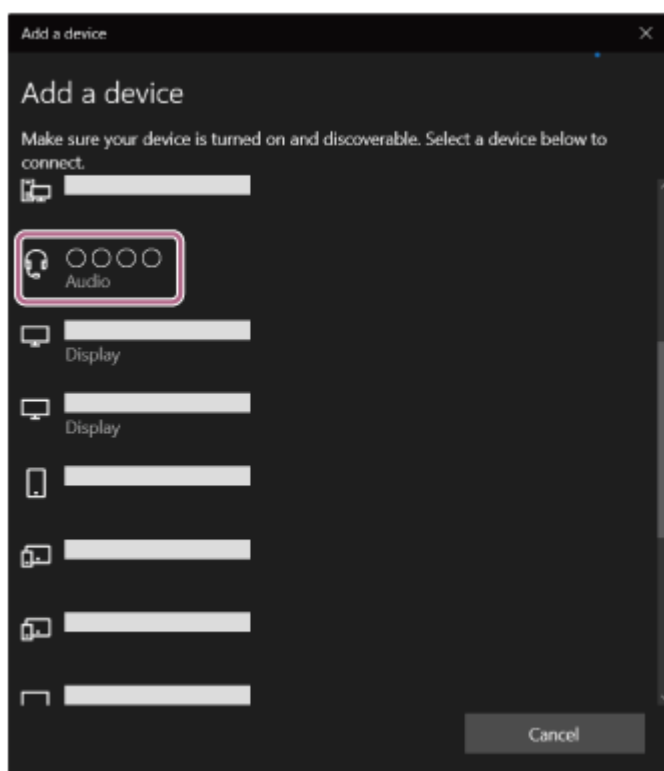 Add a device
Add a device
Make sure your device is turned on and discoverable. Select a device below to
connect.
○○○○
Audio
Display
Display
Cancel